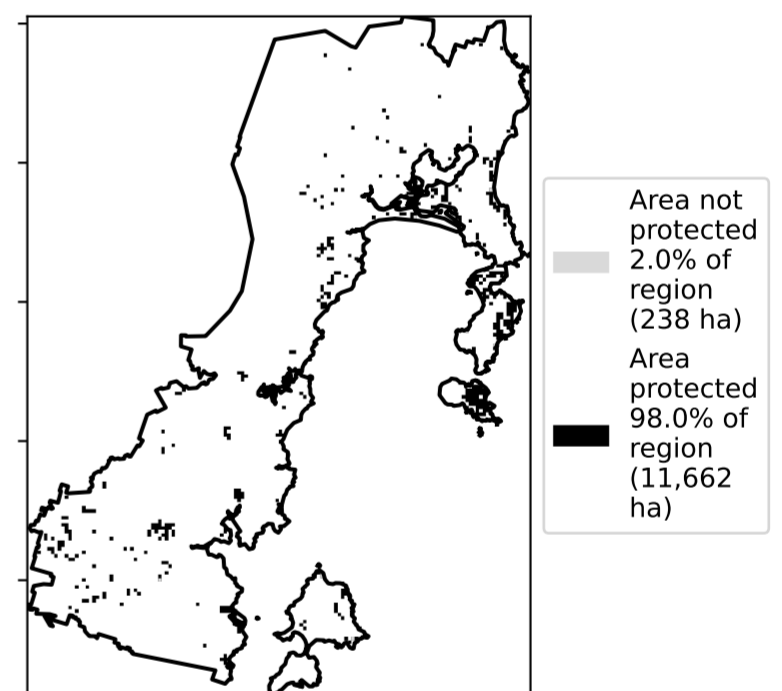 Area not
protected
2.0% of
region
(238 ha)
Area
protected
98.0% of
region
(11,662
ha)